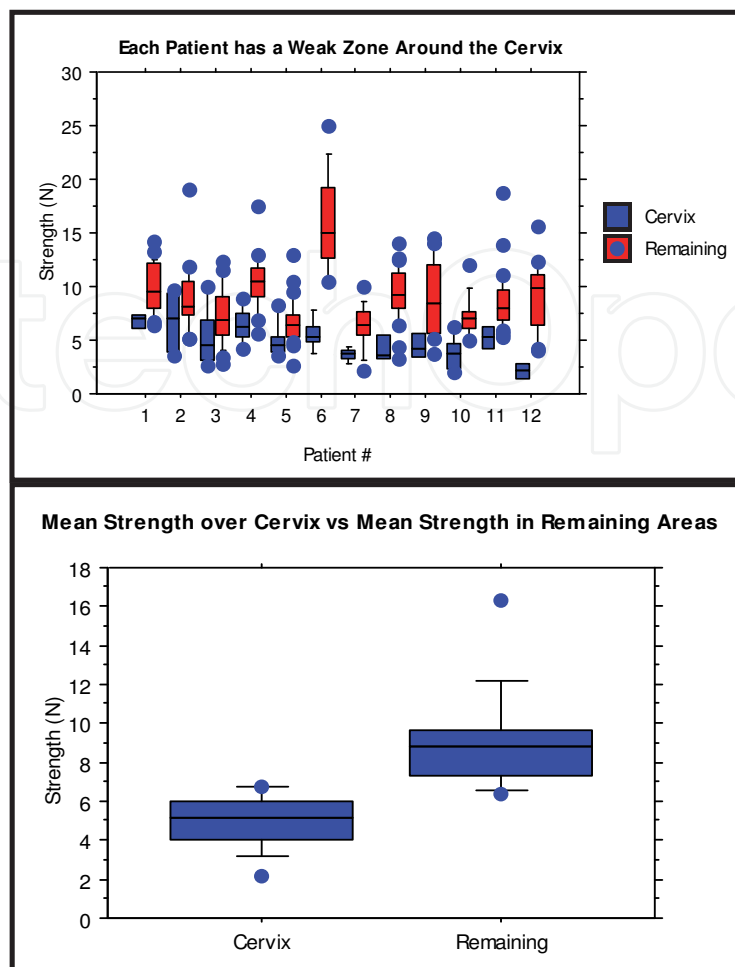 Each Patient has a Weak Zone Around the Cervix
30
25
20
15
10
5
0
Strength (N)
1 2 3 4 5 6 7 8 9 10 11 12
Patient #
Cervix
Remaining
Mean Strength over Cervix vs Mean Strength in Remaining Areas
18
16
14
12
10
8
6
4
2
0
Strength (N)
Cervix Remaining